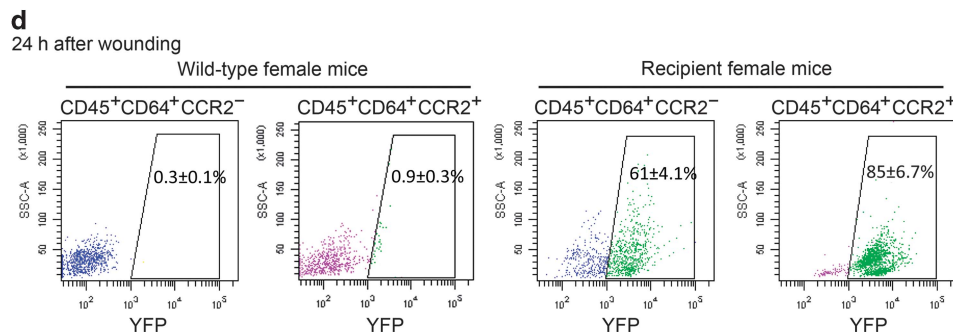 d
24 h after wounding
Wild-type female mice
Recipient female mice
CD45⁺CD64⁺CCR2⁻
CD45⁺CD64⁺CCR2⁺
CD45⁺CD64⁺CCR2⁻
CD45⁺CD64⁺CCR2⁺
SSC-A (x1,000)
250
200
150
100
50
0.3±0.1%
10² 10³ 10⁴ 10⁵
YFP
SSC-A (x1,000)
250
200
150
100
50
0.9±0.3%
10² 10³ 10⁴ 10⁵
YFP
SSC-A (x1,000)
250
200
150
100
50
61±4.1%
10² 10³ 10⁴ 10⁵
YFP
SSC-A (x1,000)
250
200
150
100
50
85±6.7%
10² 10³ 10⁴ 10⁵
YFP